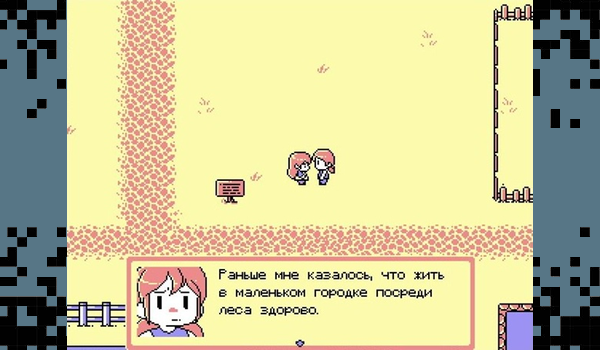 Раньше мне казалось, что жить
в маленьком городке посреди
леса здорово.